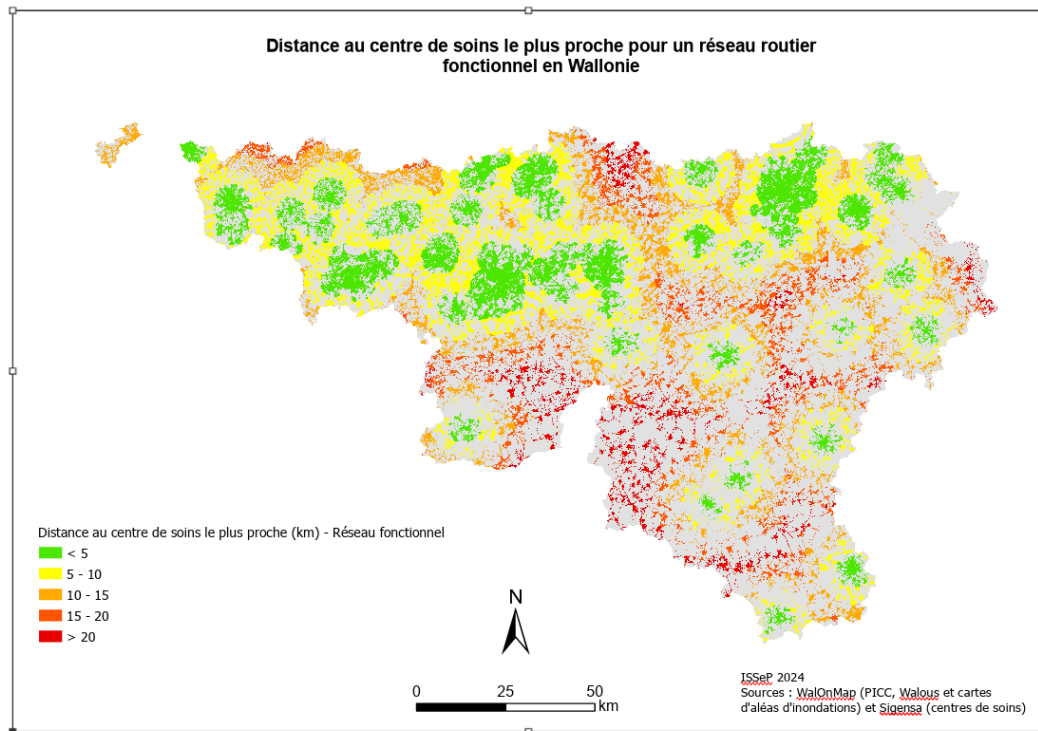 Distance au centre de soins le plus proche pour un réseau routier
fonctionnel en Wallonie
Distance au centre de soins le plus proche (km) - Réseau fonctionnel
< 5
5 - 10
10 - 15
15 - 20
> 20
N
0 25 50
km
ISSeP 2024
Sources : WalOnMap (PICC, Walous et cartes
d'aléas d'inondations) et Sigensa (centres de soins)